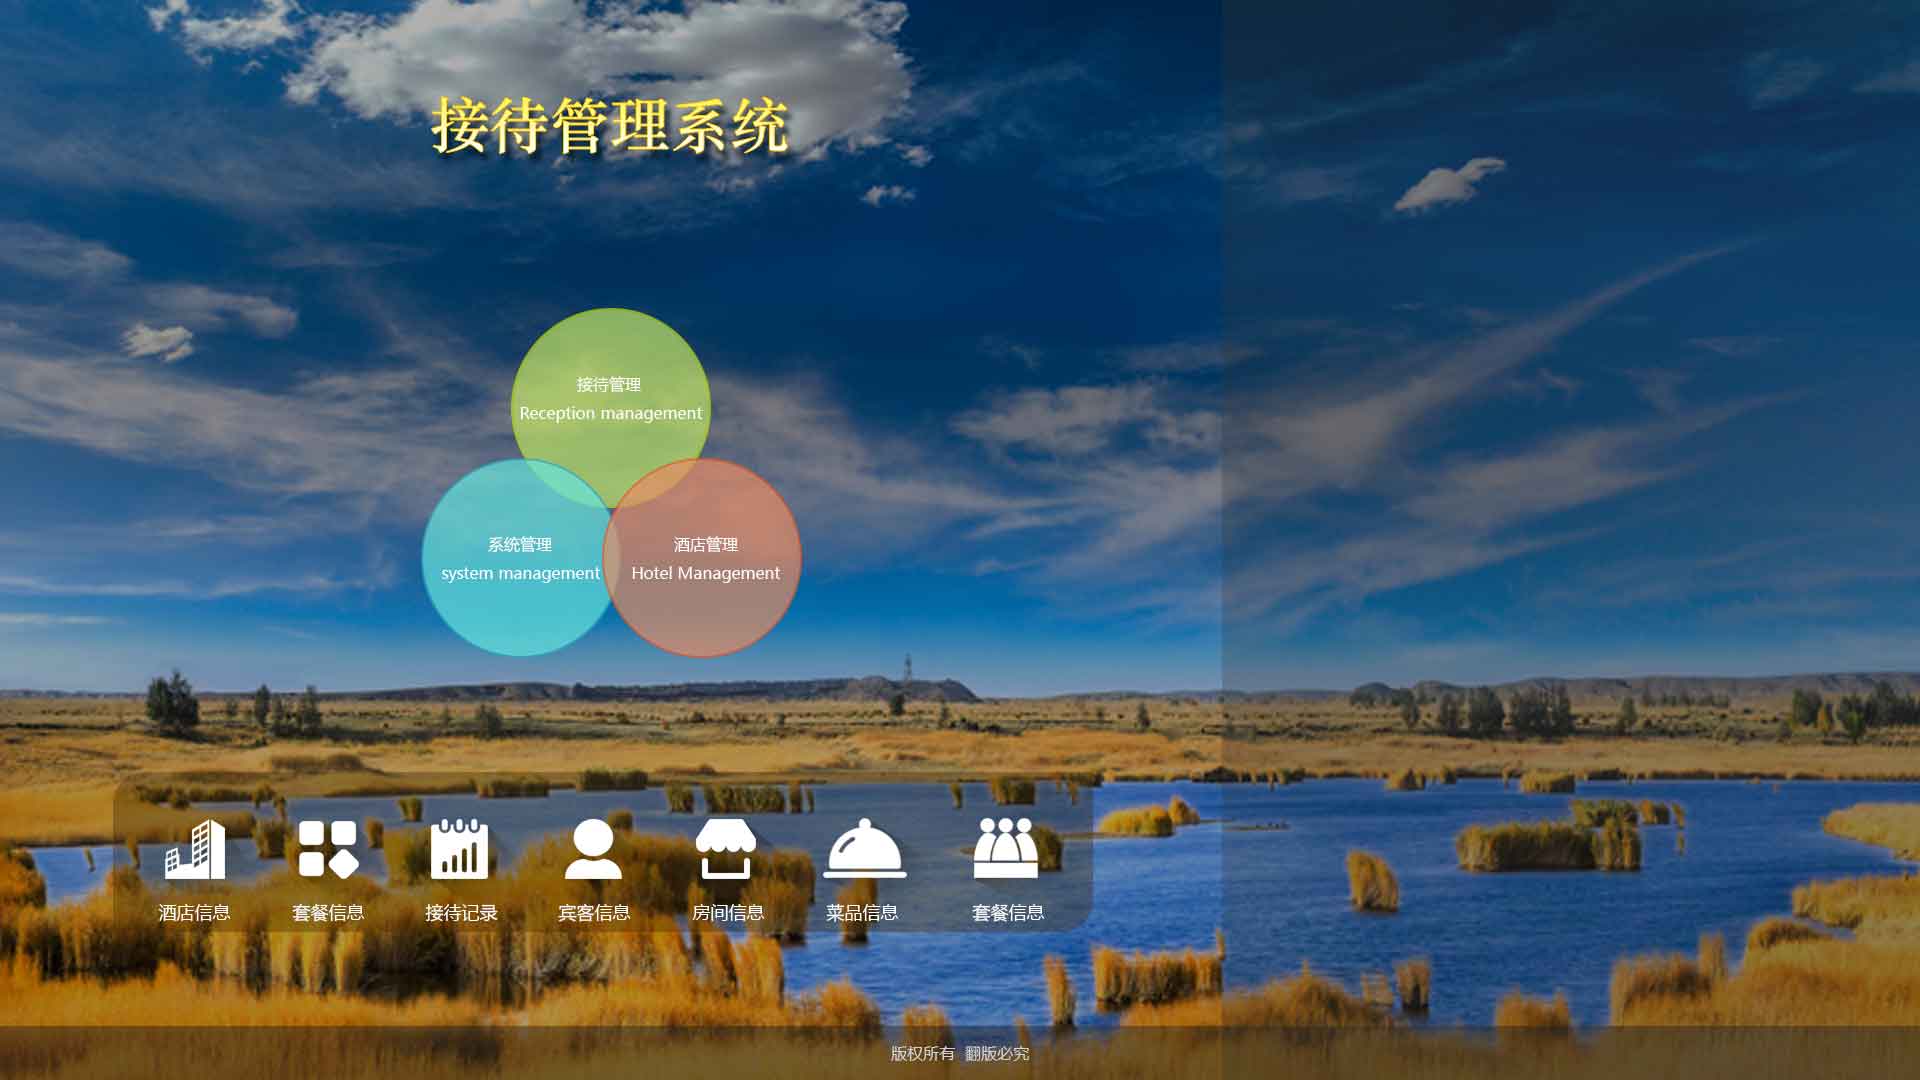 接待管理系统
接待管理
Reception management
系统管理
system management
酒店管理
Hotel Management
酒店信息
套餐信息
接待记录
宾客信息
房间信息
菜品信息
套餐信息
版权所有 翻版必究